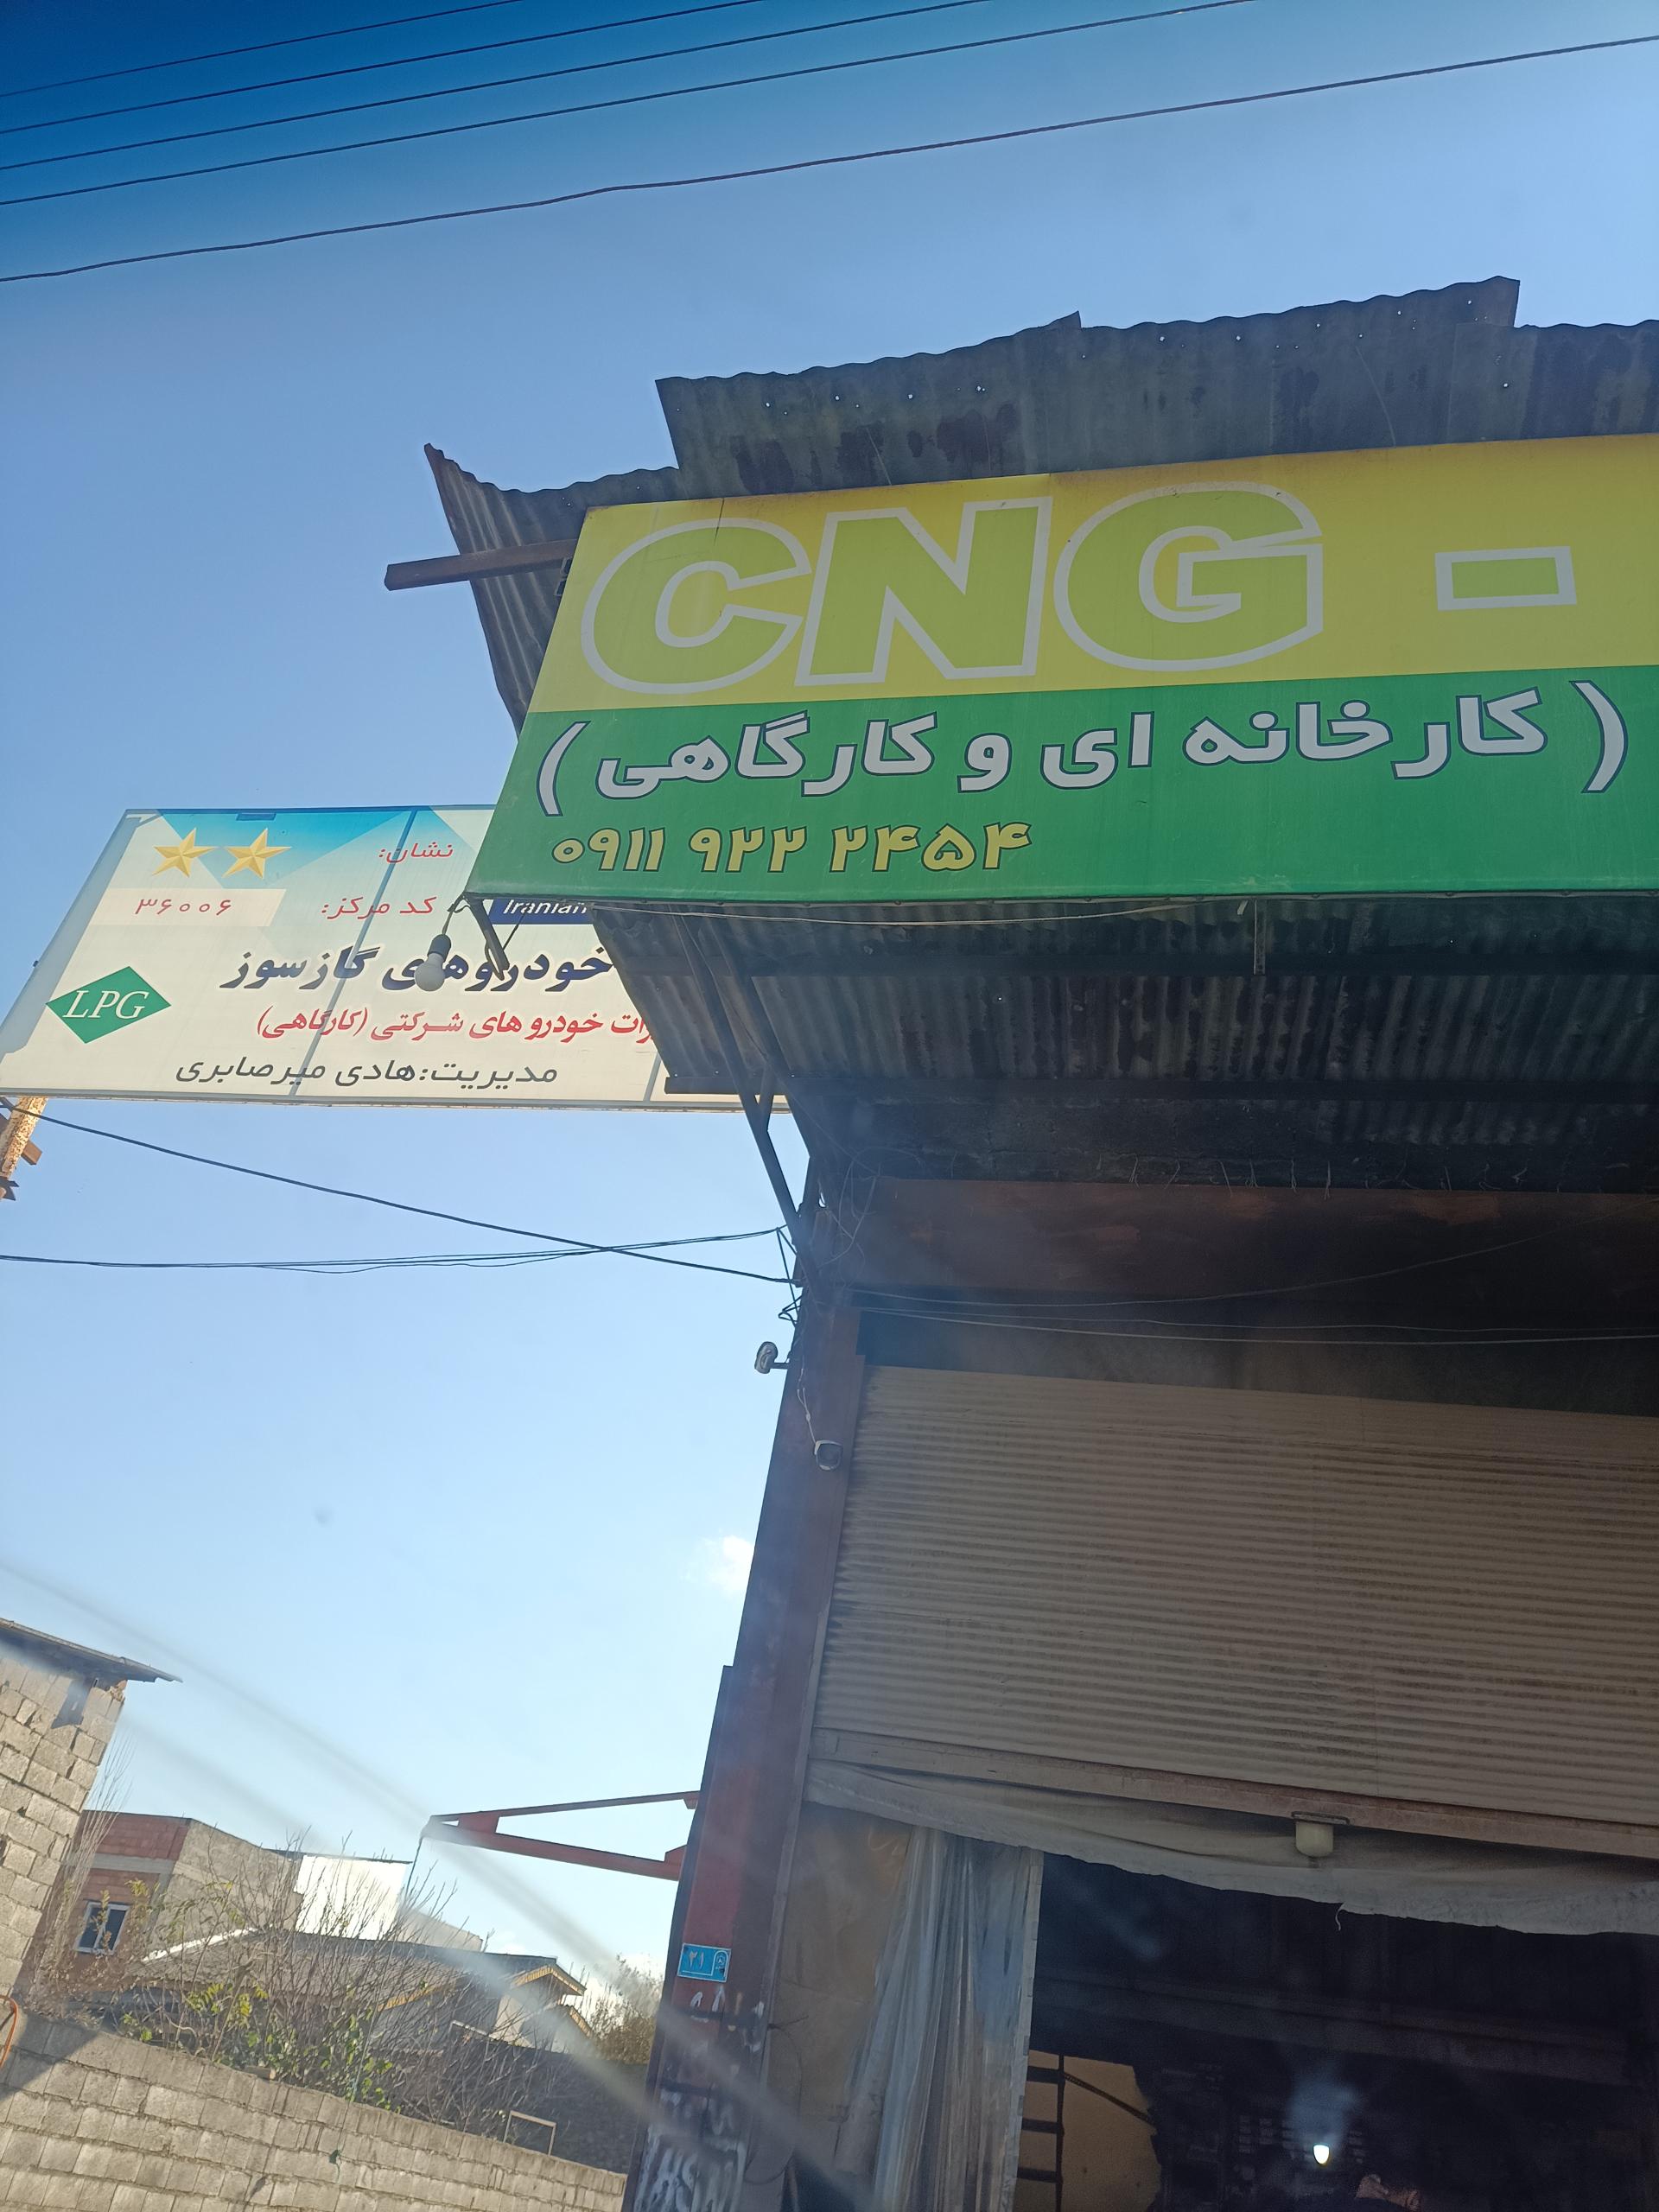 CNG -
( کارخانه ای و کارگاهی )
۰۹۱۱ ۹۲۲ ۲۴۵۴
نشان:
کد مرکز: ۳۶۰۰۶
Iranian
خودروهای گازسوز
LPG
خودرو های شرکتی (کارگاهی)
مدیریت:هادی میرصابری
۲۱